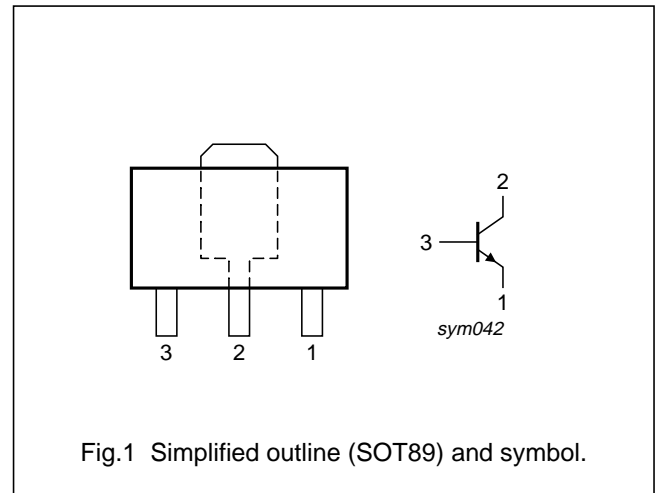 2
3
1
sym042
3 2 1
Fig.1 Simplified outline (SOT89) and symbol.